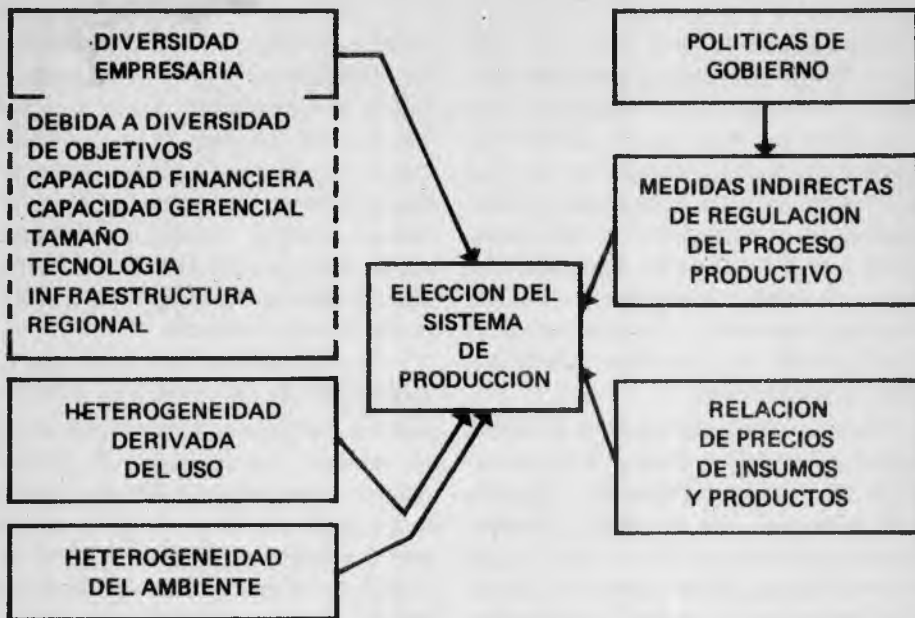 DIVERSIDAD
EMPRESARIA
DEBIDA A DIVERSIDAD
DE OBJETIVOS
CAPACIDAD FINANCIERA
CAPACIDAD GERENCIAL
TAMAÑO
TECNOLOGIA
INFRAESTRUCTURA
REGIONAL
HETEROGENEIDAD
DERIVADA
DEL USO
HETEROGENEIDAD
DEL AMBIENTE
ELECCION DEL
SISTEMA
DE
PRODUCCION
POLITICAS DE
GOBIERNO
MEDIDAS INDIRECTAS
DE REGULACION
DEL PROCESO
PRODUCTIVO
RELACION
DE PRECIOS
DE INSUMOS
Y PRODUCTOS